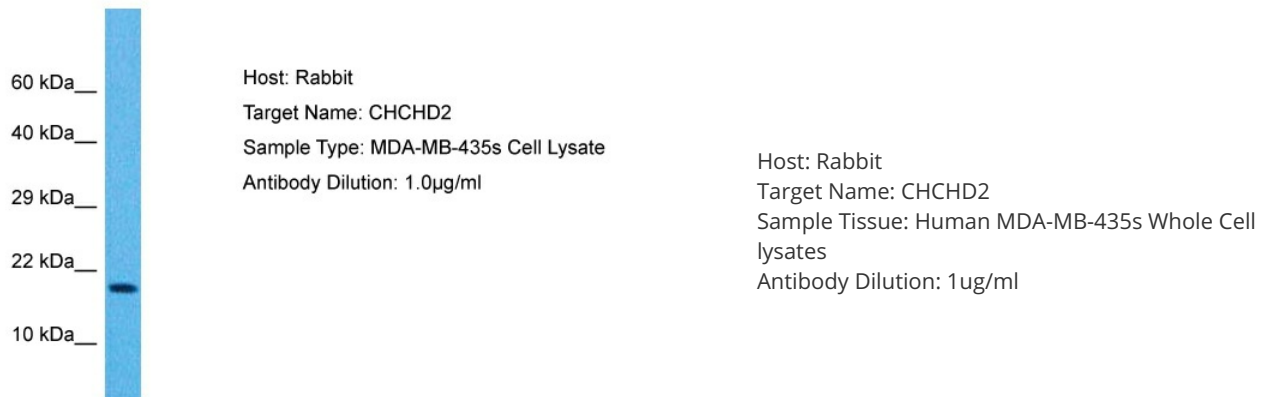 60 kDa__
40 kDa__
29 kDa__
22 kDa__
10 kDa__
Host: Rabbit
Target Name: CHCHD2
Sample Type: MDA-MB-435s Cell Lysate
Antibody Dilution: 1.0µg/ml
Host: Rabbit
Target Name: CHCHD2
Sample Tissue: Human MDA-MB-435s Whole Cell
lysates
Antibody Dilution: 1ug/ml